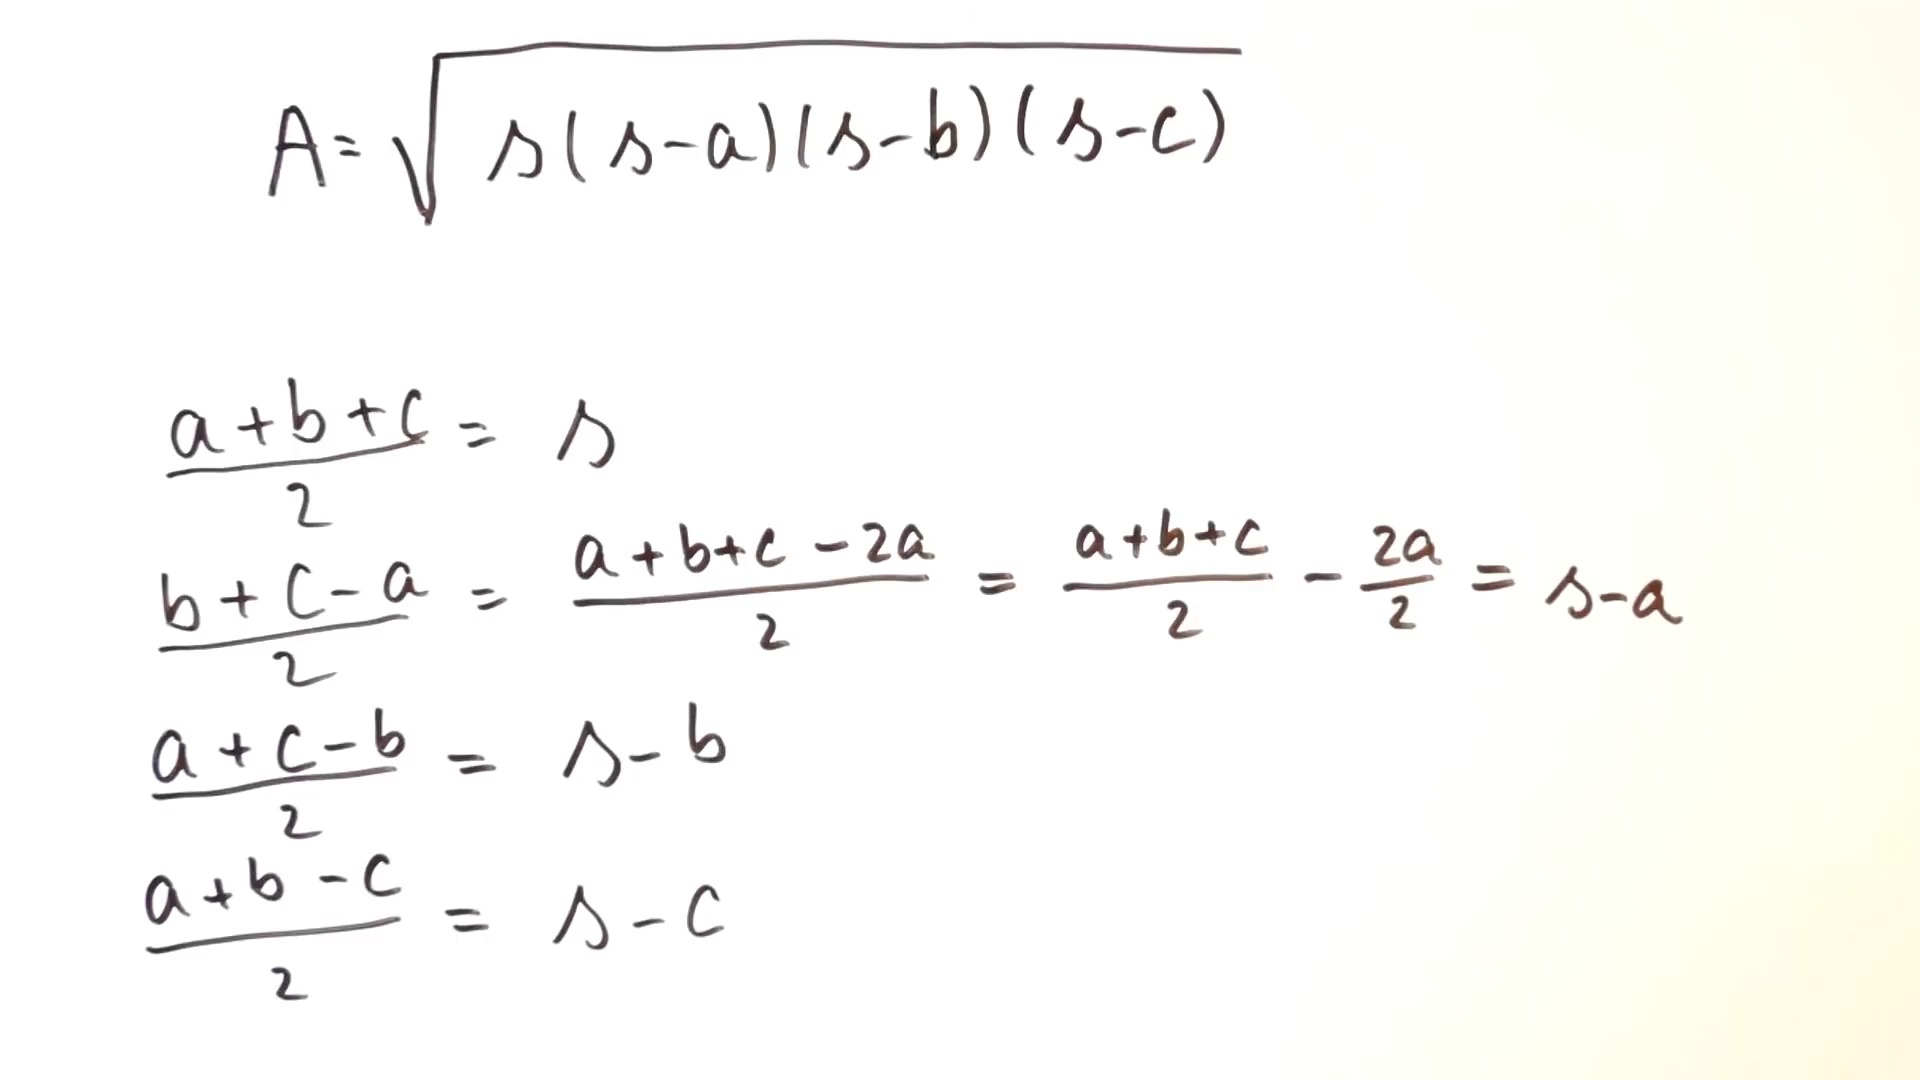 A = √s(s-a)(s-b)(s-c)
(a+b+c)/2 = s
(b+c-a)/2 = (a+b+c-2a)/2 = (a+b+c)/2 - 2a/2 = s-a
(a+c-b)/2 = s-b
(a+b-c)/2 = s-c